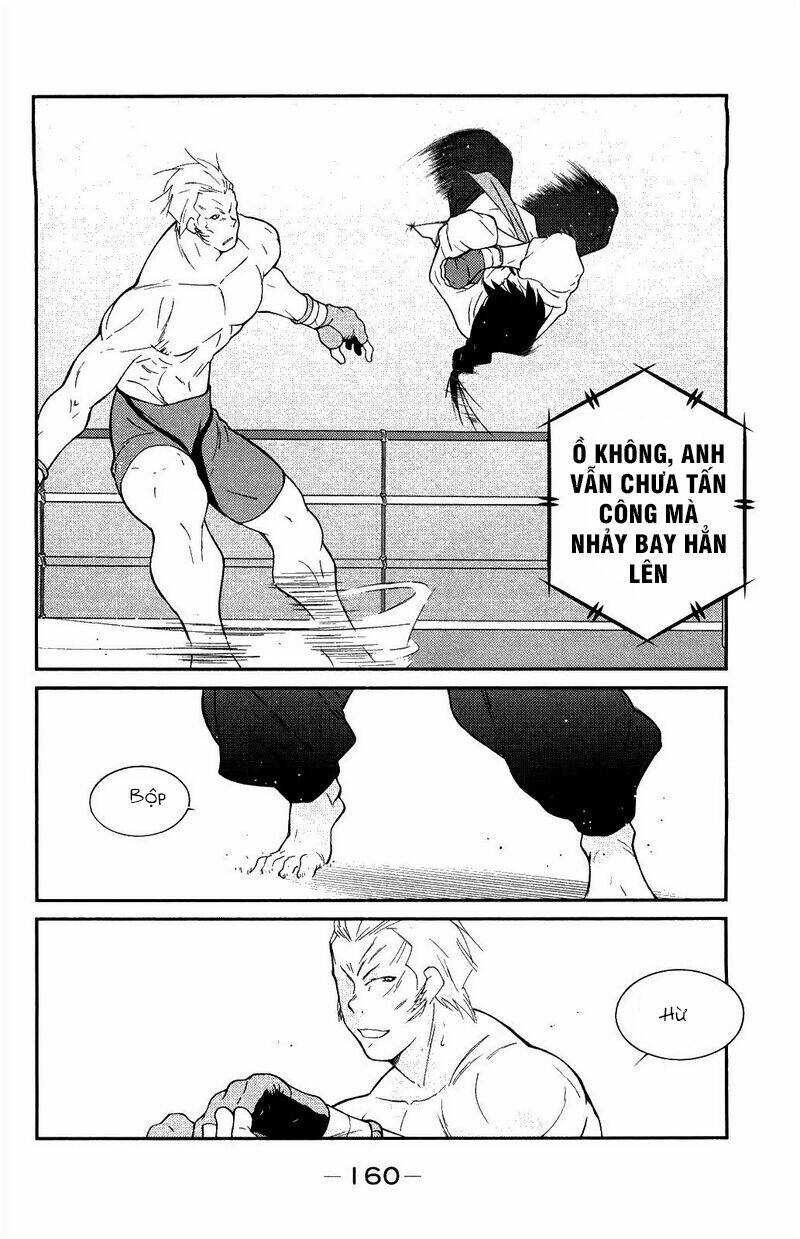 Ồ KHÔNG, ANH
VẪN CHƯA TẤN
CÔNG MÀ
NHẢY BAY HẲN
LÊN
BỘP
HỪ
—160—